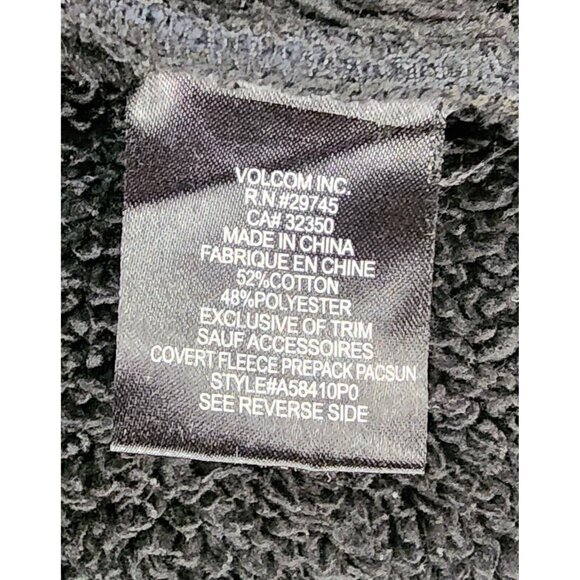 VOLCOM INC.
R.N #29745
CA# 32350
MADE IN CHINA
FABRIQUE EN CHINE
52%COTTON
48%POLYESTER
EXCLUSIVE OF TRIM
SAUF ACCESSOIRES
COVERT FLEECE PREPACK PACSUN
STYLE#A58410P0
SEE REVERSE SIDE